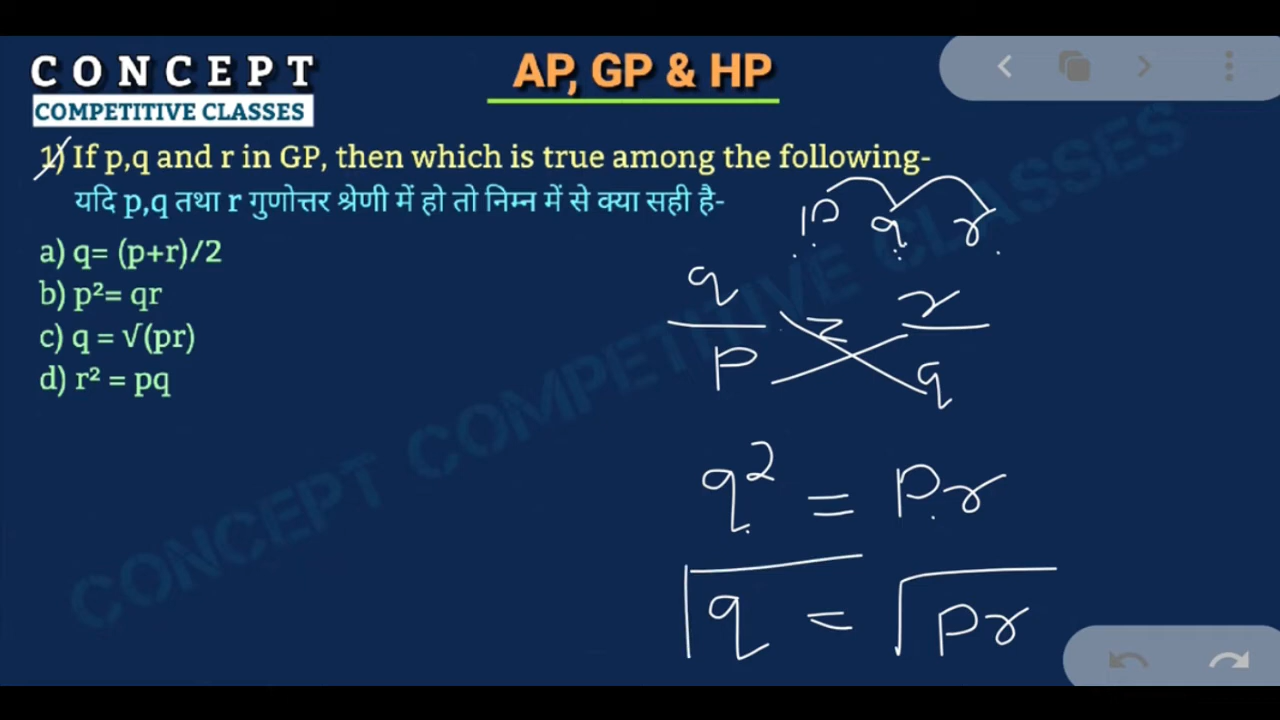 CONCEPT
COMPETITIVE CLASSES
AP, GP & HP
1) If p,q and r in GP, then which is true among the following-
यदि p,q तथा r गुणोत्तर श्रेणी में हो तो निम्न में से क्या सही है-
a) q= (p+r)/2
b) p²= qr
c) q = √(pr)
d) r² = pq
p q r
q/p = r/q
q² = pr
q = √pr
CONCEPT COMPETITIVE CLASSES